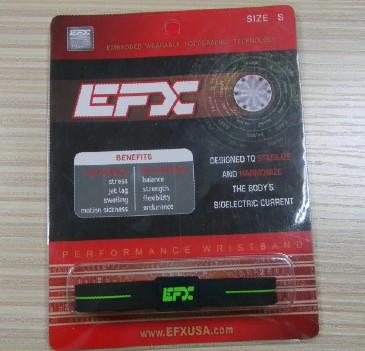 SIZE S
EFX
EMBEDDED WEARABLE HOLOGRAPHIC TECHNOLOGY
EFX
BENEFITS
stress balance
jet lag strength
swelling flexibility
motion sickness endurance
DESIGNED TO STABILIZE
AND HARMONIZE
THE BODY'S
BIOELECTRIC CURRENT
PERFORMANCE WRISTBAND
EFX
www.EFXUSA.com